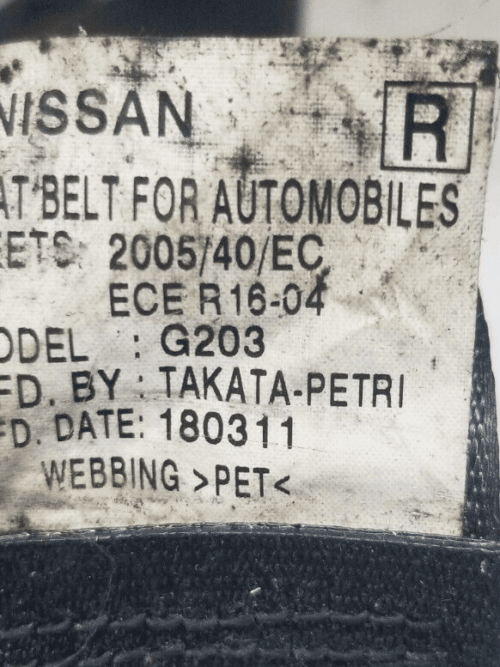 NISSAN
R
AT BELT FOR AUTOMOBILES
EETS: 2005/40/EC
ECE R16-04
ODEL : G203
FD. BY : TAKATA-PETRI
FD. DATE: 180311
WEBBING >PET<